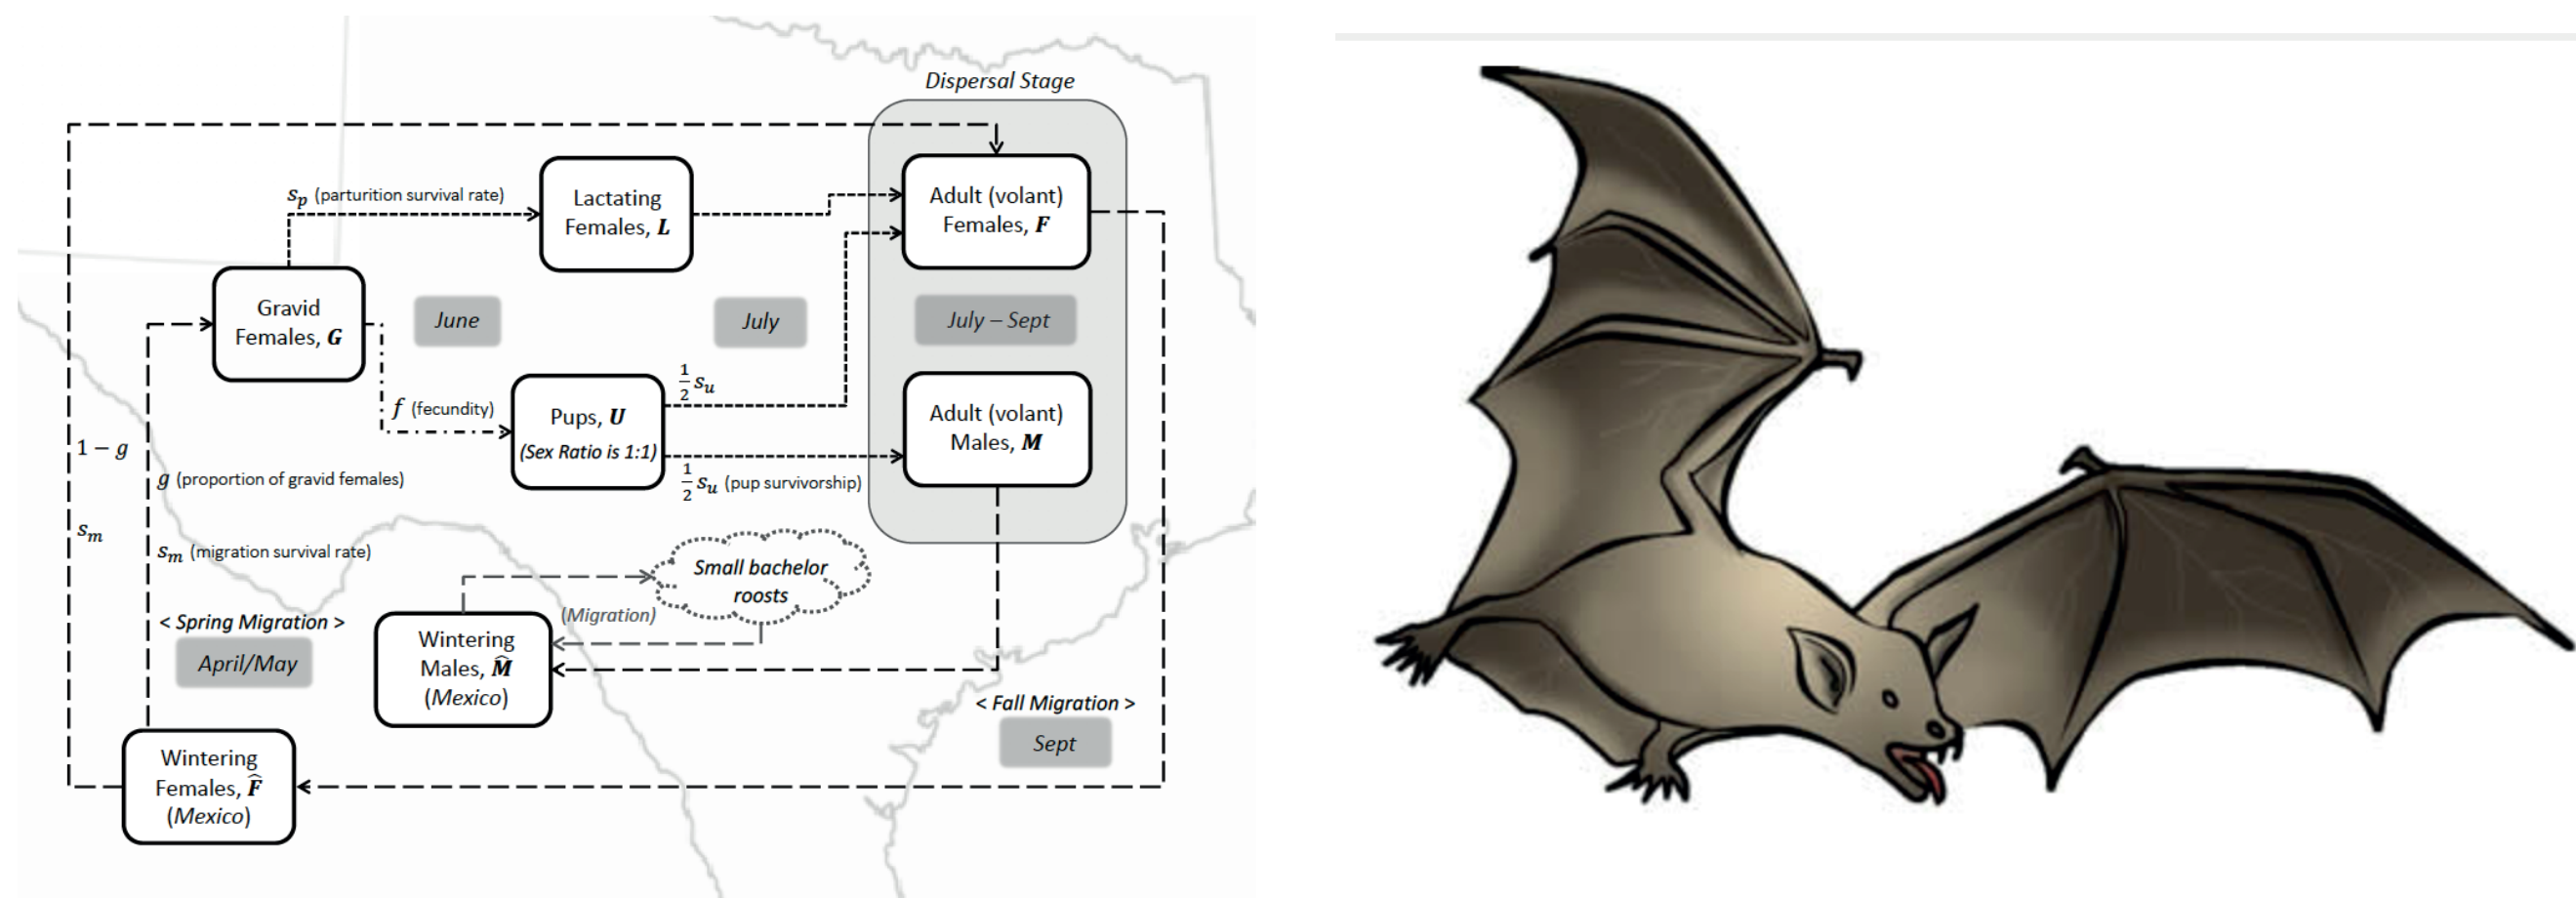 Dispersal Stage
s_p (parturition survival rate)
Lactating
Females, L
Adult (volant)
Females, F
Gravid
Females, G
June
July
July – Sept
1/2 s_u
f (fecundity)
Pups, U
(Sex Ratio is 1:1)
Adult (volant)
Males, M
1/2 s_u (pup survivorship)
1 − g
g (proportion of gravid females)
s_m
s_m (migration survival rate)
Small bachelor
roosts
(Migration)
< Spring Migration >
April/May
Wintering
Males, M̂
(Mexico)
< Fall Migration >
Sept
Wintering
Females, F̂
(Mexico)